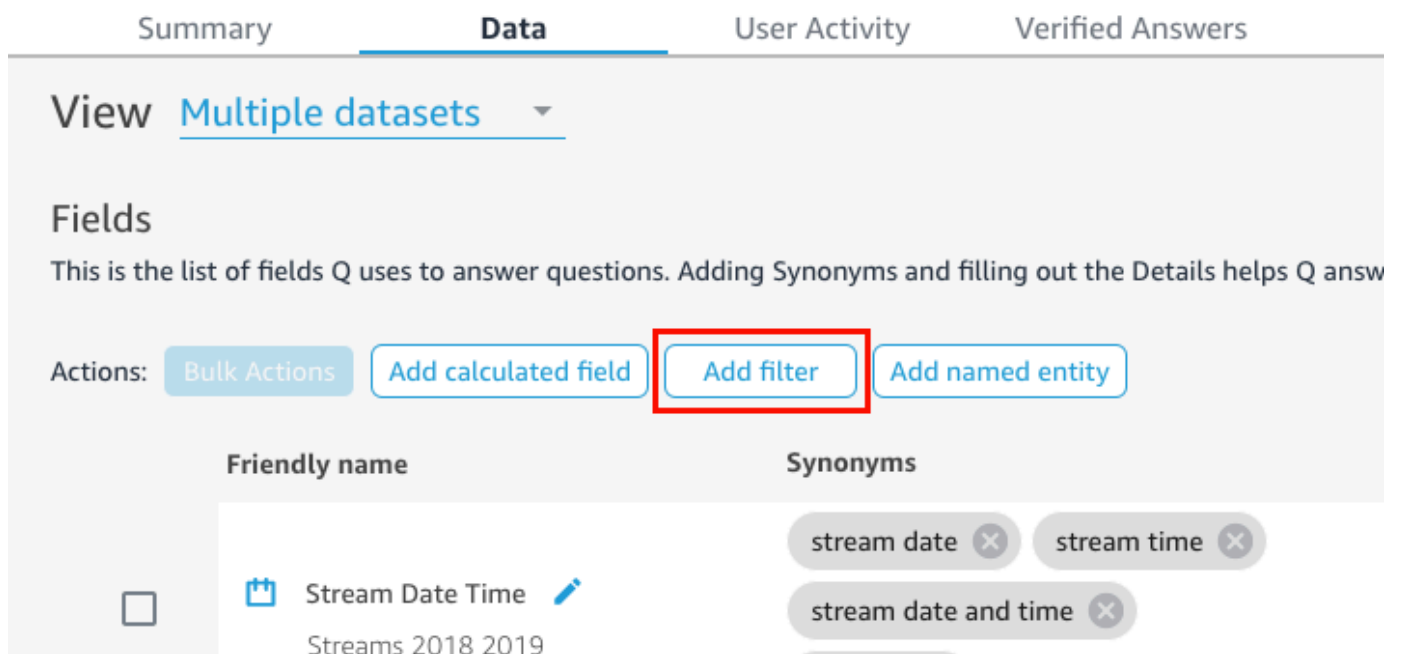 Summary Data User Activity Verified Answers
View Multiple datasets
Fields
This is the list of fields Q uses to answer questions. Adding Synonyms and filling out the Details helps Q answ
Actions: Bulk Actions Add calculated field Add filter Add named entity
Friendly name Synonyms
stream date stream time
Stream Date Time
stream date and time
Streams 2018 2019